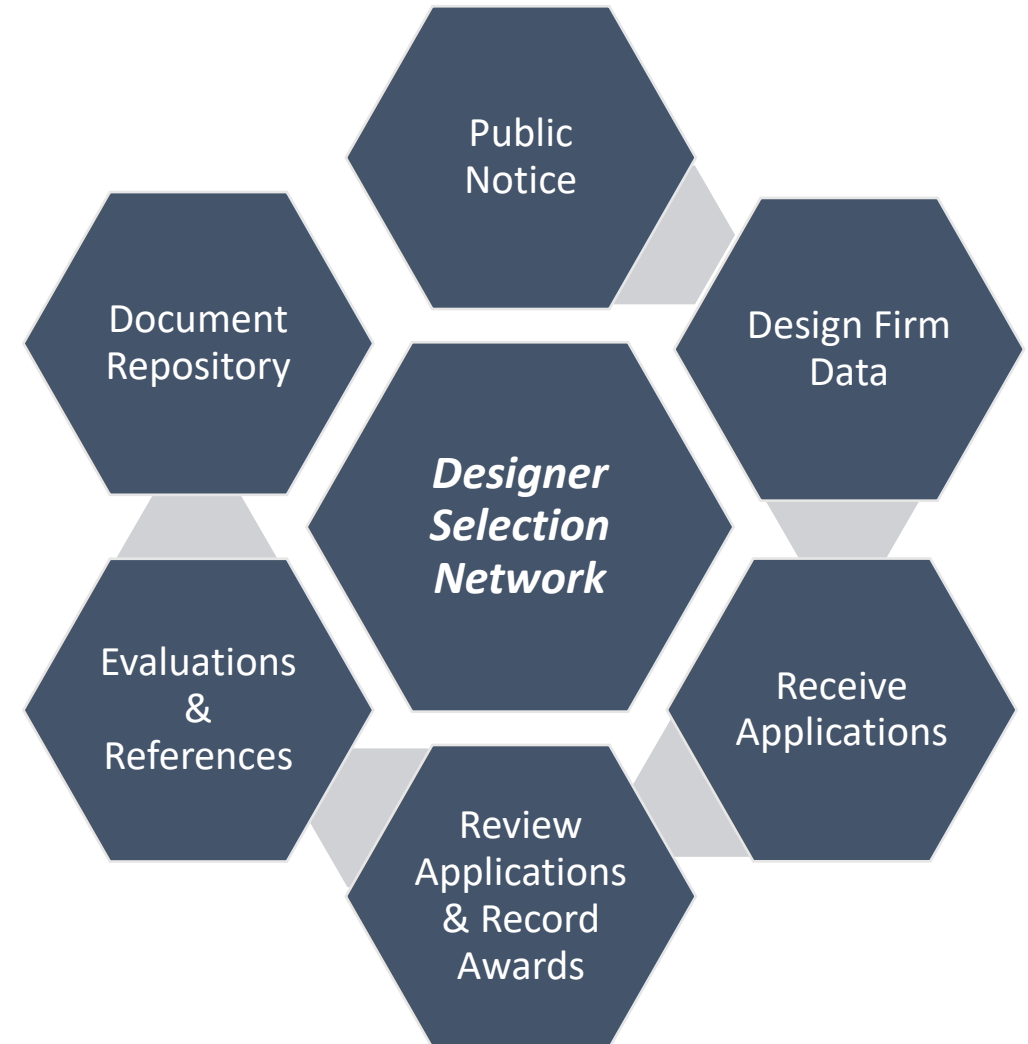 Public
Notice
Design Firm
Data
Receive
Applications
Review
Applications
& Record
Awards
Evaluations
&
References
Document
Repository
Designer
Selection
Network